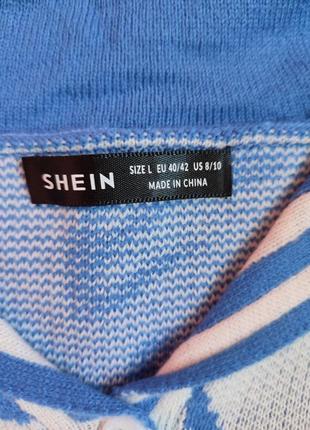 SHEIN
SIZE L EU 40/42 US 8/10
MADE IN CHINA